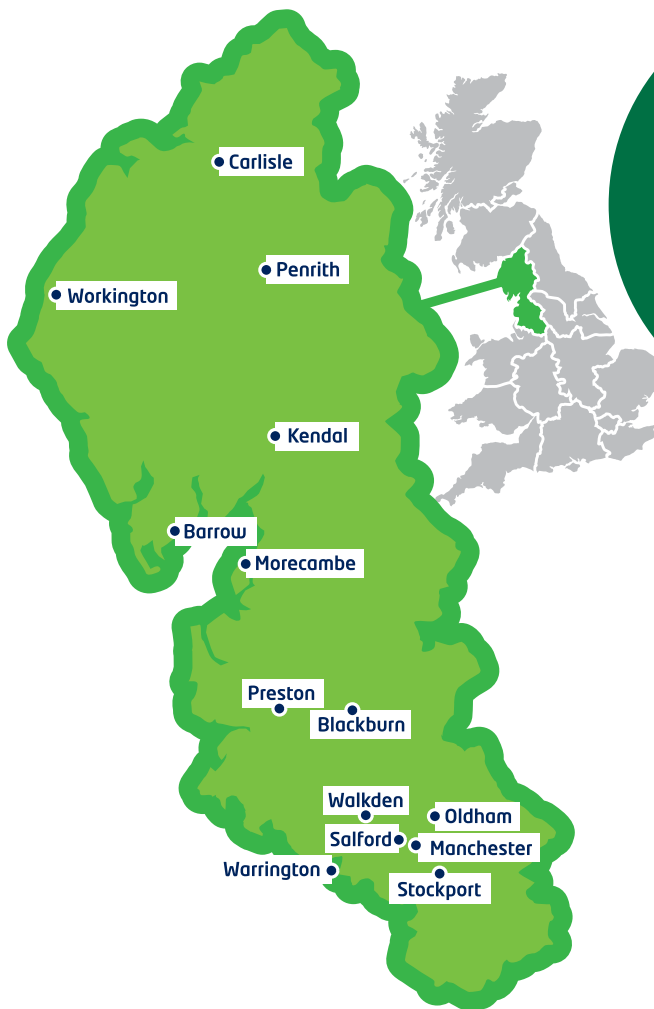 Carlisle
Penrith
Workington
Kendal
Barrow
Morecambe
Preston
Blackburn
Walkden
Oldham
Salford
Manchester
Warrington
Stockport